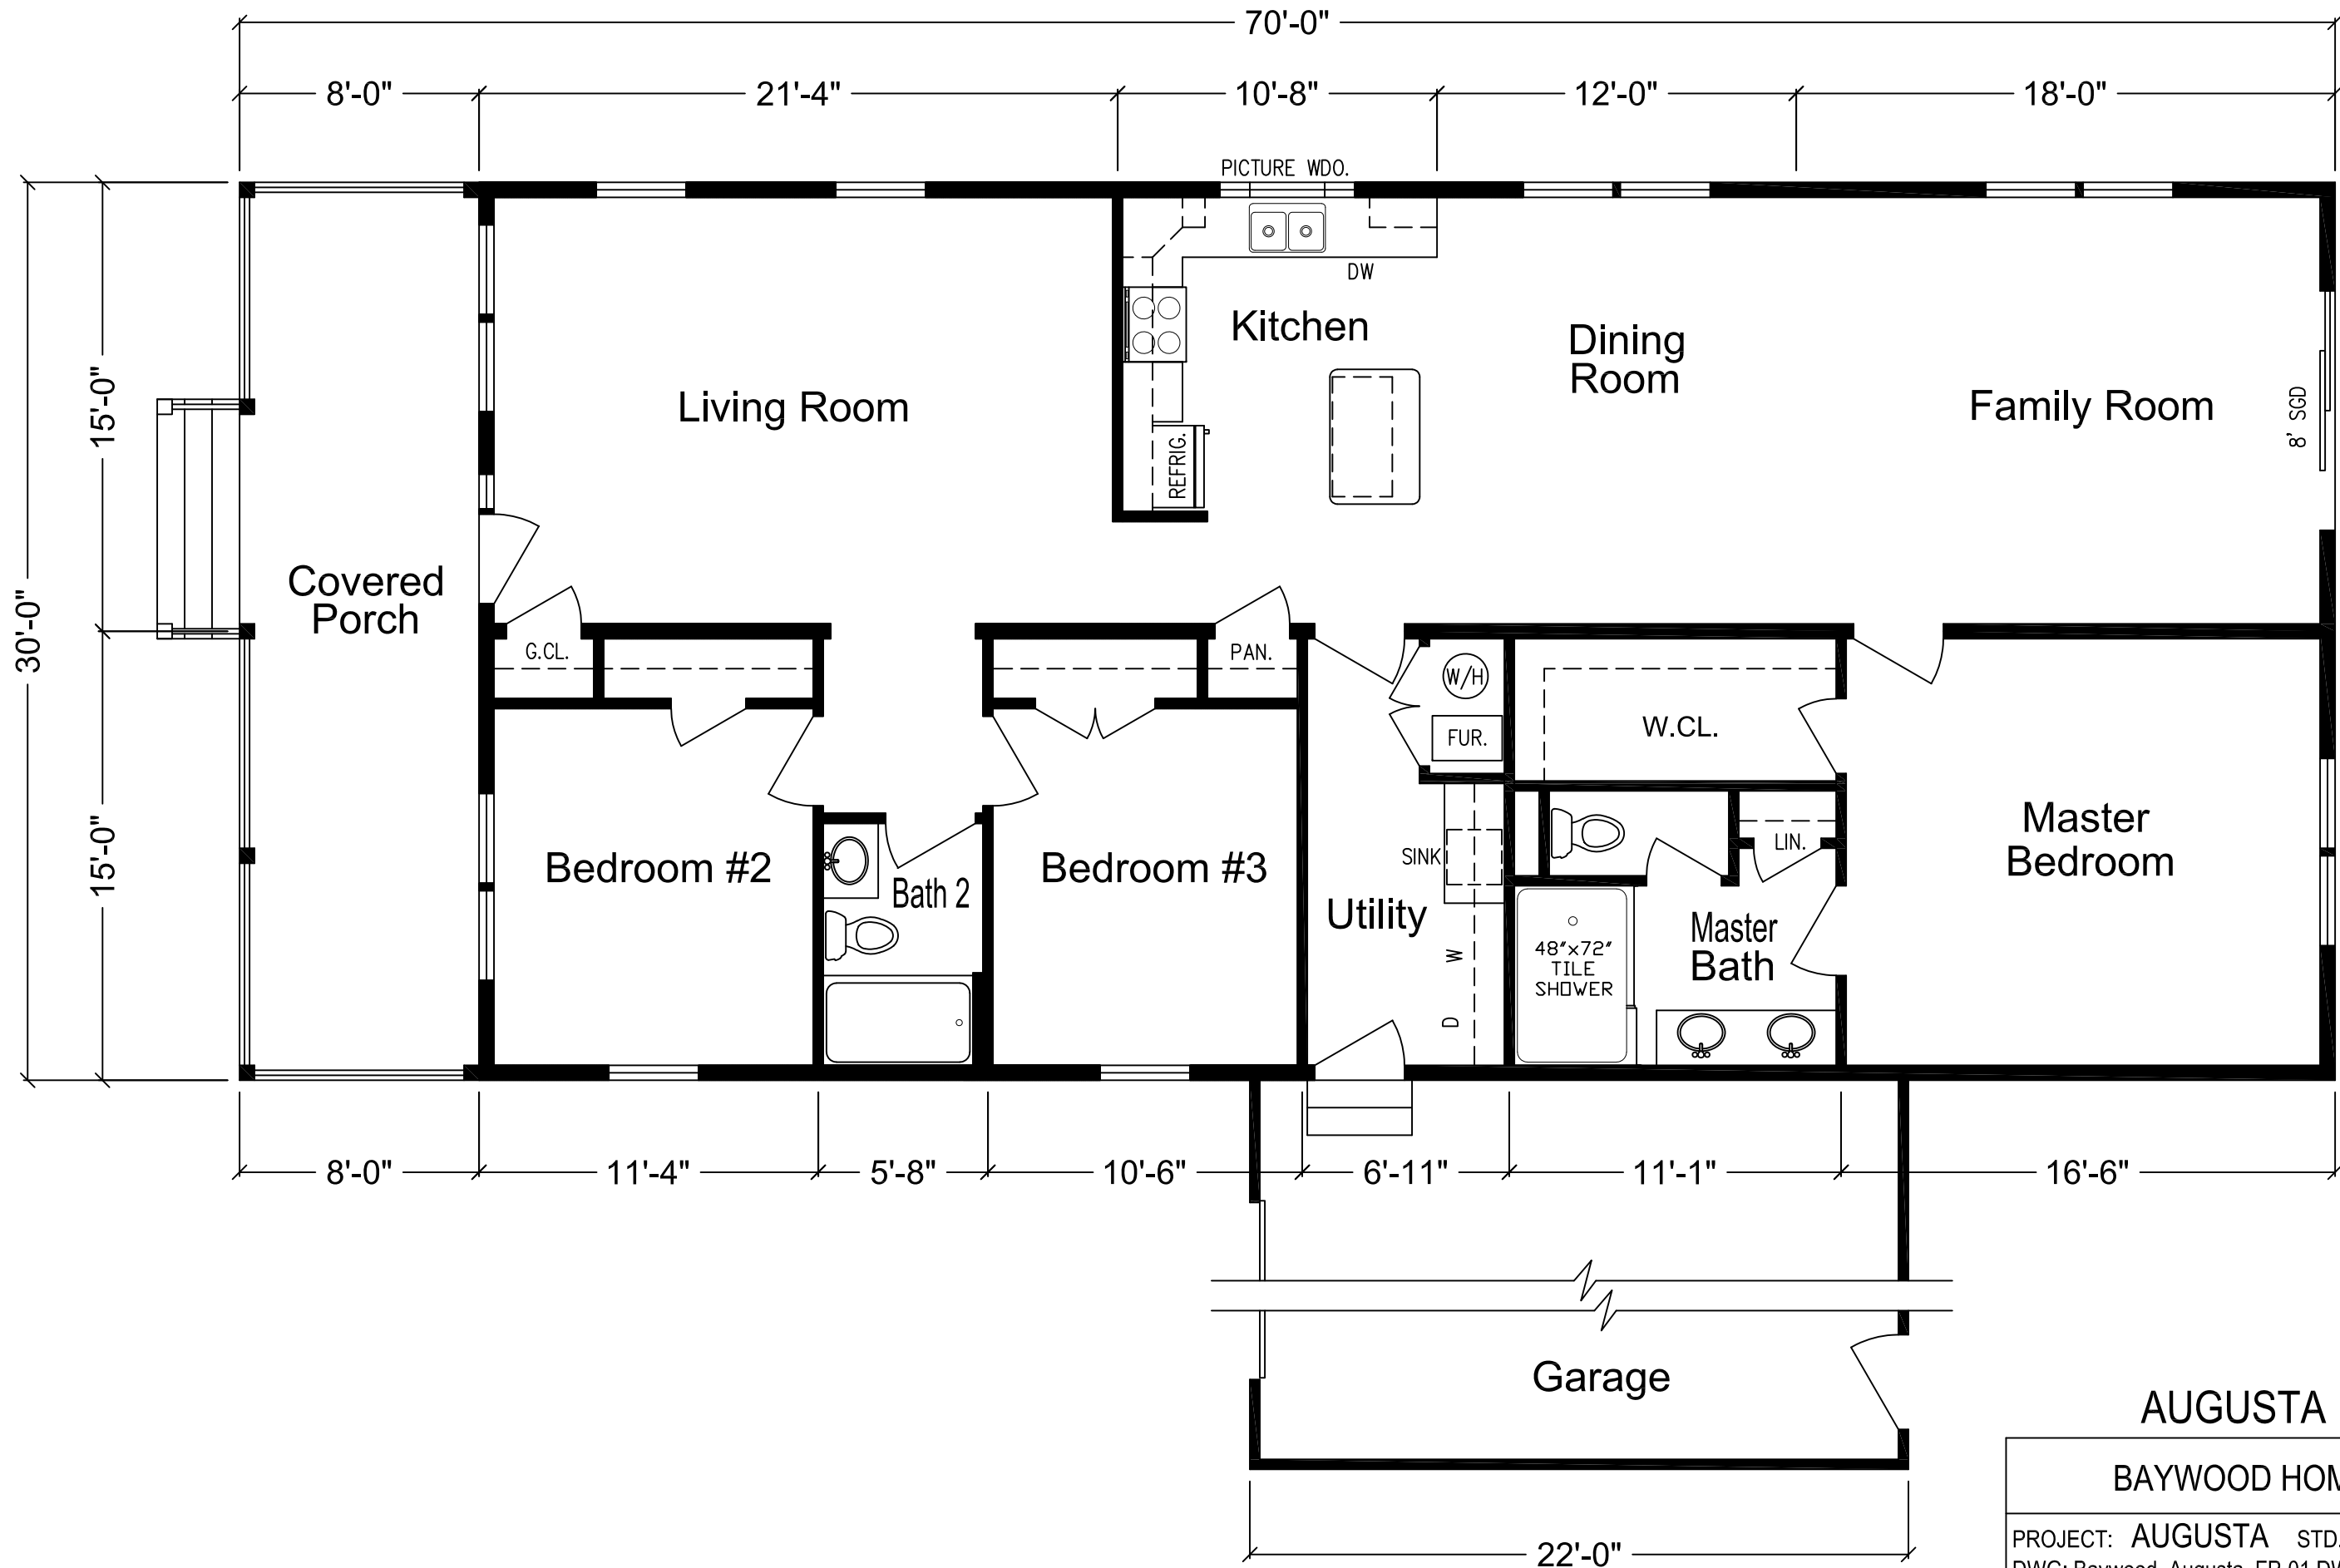 70'-0"
8'-0" 21'-4" 10'-8" 12'-0" 18'-0"
PICTURE WDO.
DW
Kitchen
Dining
Room
Living Room
Family Room
8' SGD
REFRIG.
15'-0"
30'-0"
15'-0"
Covered
Porch
G.CL.
PAN.
W/H
FUR.
W.CL.
Master
Bedroom
LIN.
SINK
Bedroom #2
Bath 2
Bedroom #3
Utility
W
D
48"x72"
TILE
SHOWER
Master
Bath
8'-0" 11'-4" 5'-8" 10'-6" 6'-11" 11'-1" 16'-6"
Garage
22'-0"
AUGUSTA
BAYWOOD HOM
PROJECT: AUGUSTA STD.